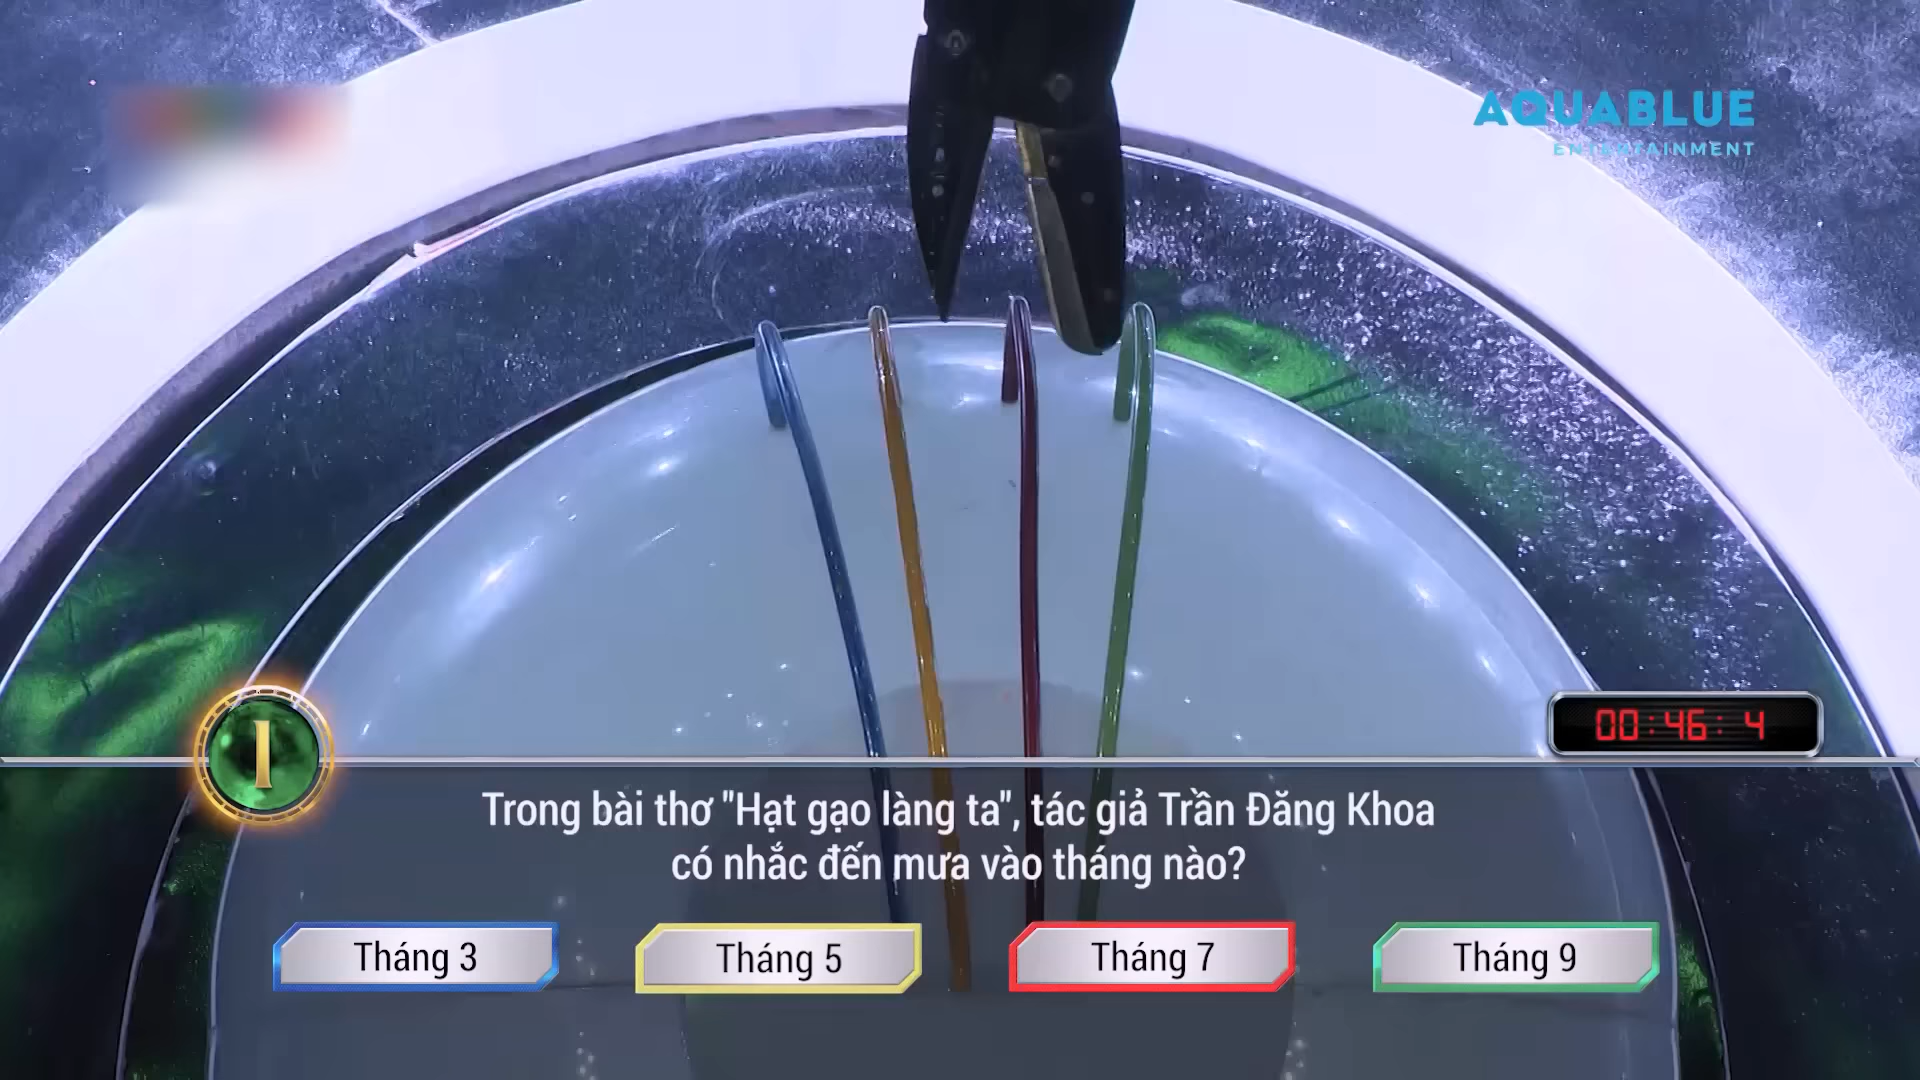 AQUABLUE
ENTERTAINMENT
00:46: 4
I
Trong bài thơ "Hạt gạo làng ta", tác giả Trần Đăng Khoa
có nhắc đến mưa vào tháng nào?
Tháng 3
Tháng 5
Tháng 7
Tháng 9